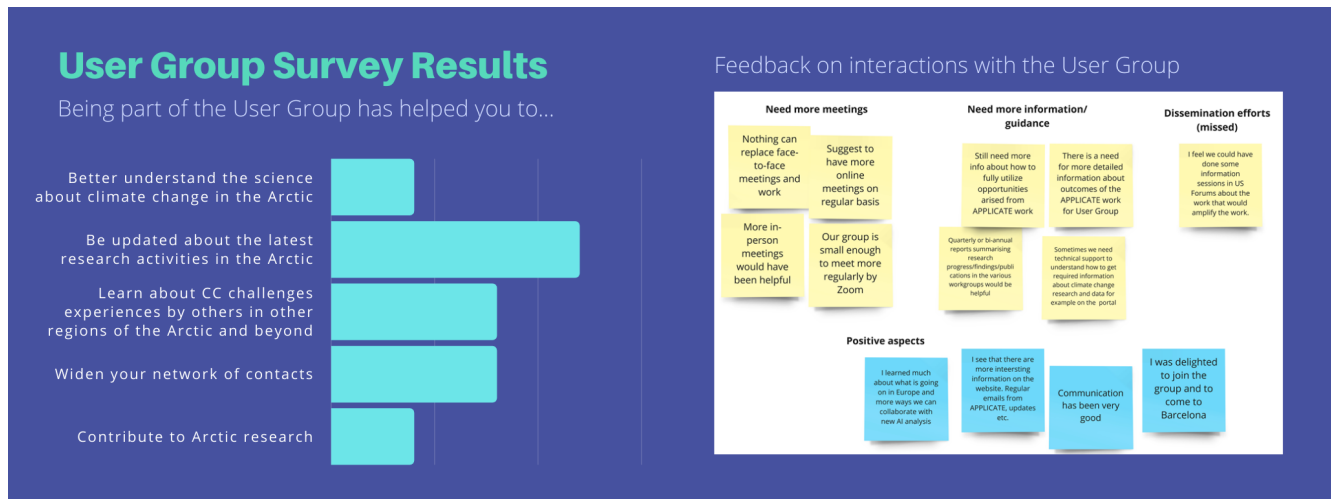 User Group Survey Results
Being part of the User Group has helped you to...
Better understand the science
about climate change in the Arctic
Be updated about the latest
research activities in the Arctic
Learn about CC challenges
experiences by others in other
regions of the Arctic and beyond
Widen your network of contacts
Contribute to Arctic research
Feedback on interactions with the User Group
Need more meetings
Nothing can
replace face-
to-face
meetings and
work
Suggest to
have more
online
meetings on
regular basis
More in-
person
meetings
would have
been helpful
Our group is
small enough
to meet more
regularly by
Zoom
Need more information/
guidance
Still need more
info about how to
fully utilize
opportunities
arised from
APPLICATE work
There is a need
for more detailed
information about
outcomes of the
APPLICATE work
for User Group
Quarterly or bi-annual
reports summarising
research
progress/findings/publi
cations in the various
workgroups would be
helpful
Sometimes we need
technical support to
understand how to get
required information
about climate change
research and data for
example on the portal
Dissemination efforts
(missed)
I feel we could have
done some
information
sessions in US
Forums about the
work that would
amplify the work.
Positive aspects
I learned much
about what is going
on in Europe and
more ways we can
collaborate with
new AI analysis
I see that there are
more inteersting
information on the
website. Regular
emails from
APPLICATE, updates
etc.
Communication
has been very
good
I was delighted
to join the
group and to
come to
Barcelona